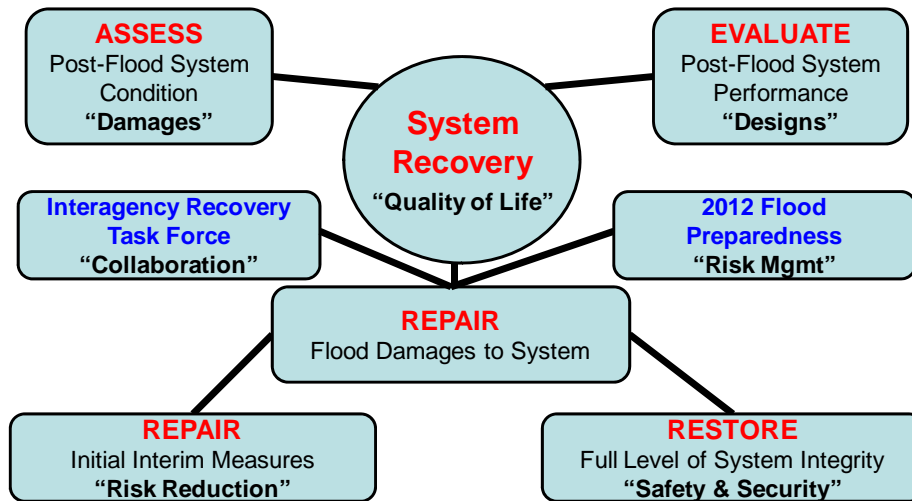 ASSESS
Post-Flood System
Condition
“Damages”
EVALUATE
Post-Flood System
Performance
“Designs”
System
Recovery
“Quality of Life”
Interagency Recovery
Task Force
“Collaboration”
2012 Flood
Preparedness
“Risk Mgmt”
REPAIR
Flood Damages to System
REPAIR
Initial Interim Measures
“Risk Reduction”
RESTORE
Full Level of System Integrity
“Safety & Security”